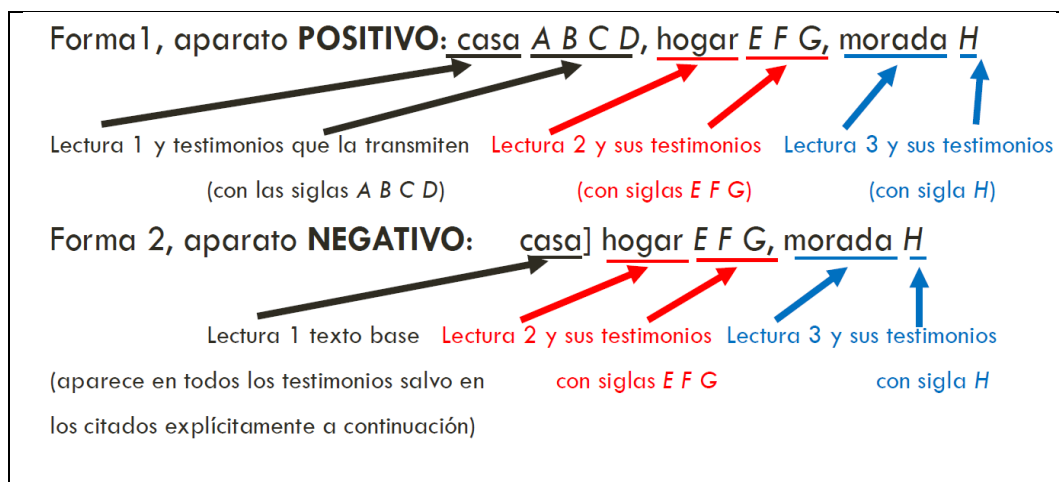 Forma1, aparato POSITIVO: casa A B C D, hogar E F G, morada H
Lectura 1 y testimonios que la transmiten Lectura 2 y sus testimonios Lectura 3 y sus testimonios
(con las siglas A B C D) (con siglas E F G) (con sigla H)
Forma 2, aparato NEGATIVO: casa] hogar E F G, morada H
Lectura 1 texto base Lectura 2 y sus testimonios Lectura 3 y sus testimonios
(aparece en todos los testimonios salvo en con siglas E F G con sigla H
los citados explícitamente a continuación)